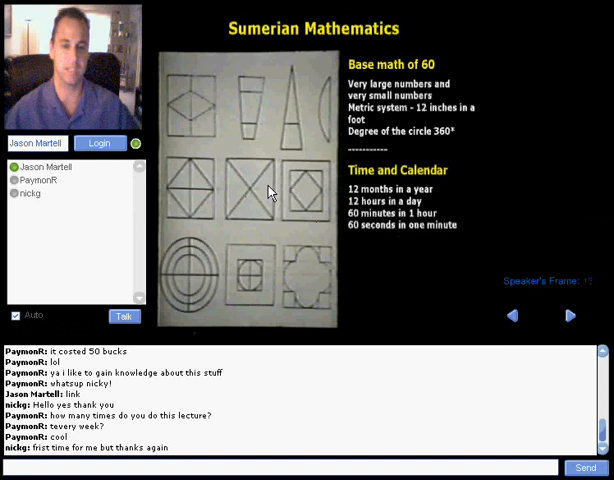 Sumerian Mathematics
Base math of 60
Very large numbers and
very small numbers
Metric system - 12 inches in a
foot
Degree of the circle 360*
----------
Time and Calendar
12 months in a year
12 hours in a day
60 minutes in 1 hour
60 seconds in one minute
Jason Martell
Login
Jason Martell
PaymonR
nickg
Auto
Talk
Speaker's Frame:
PaymonR: it costed 50 bucks
PaymonR: lol
PaymonR: ya i like to gain knowledge about this stuff
PaymonR: whatsup nicky!
Jason Martell: link
nickg: Hello yes thank you
PaymonR: how many times do you do this lecture?
PaymonR: tevery week?
PaymonR: cool
nickg: frist time for me but thanks again
Send